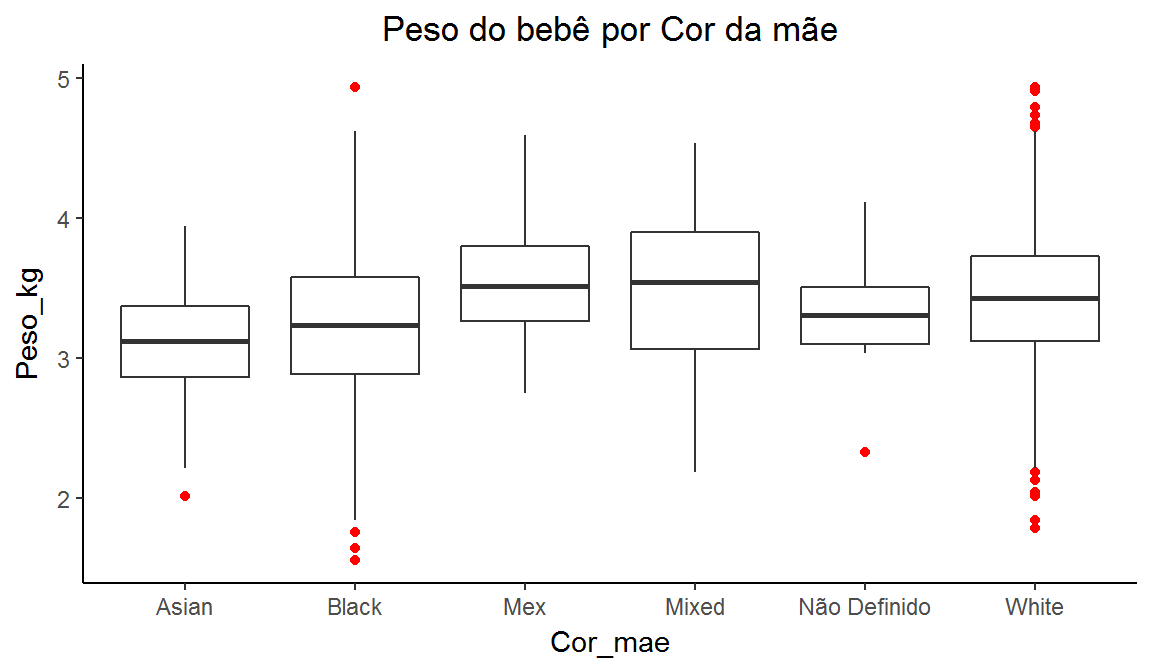 Peso do bebê por Cor da mãe
Peso_kg
5
4
3
2
Asian Black Mex Mixed Não Definido White
Cor_mae